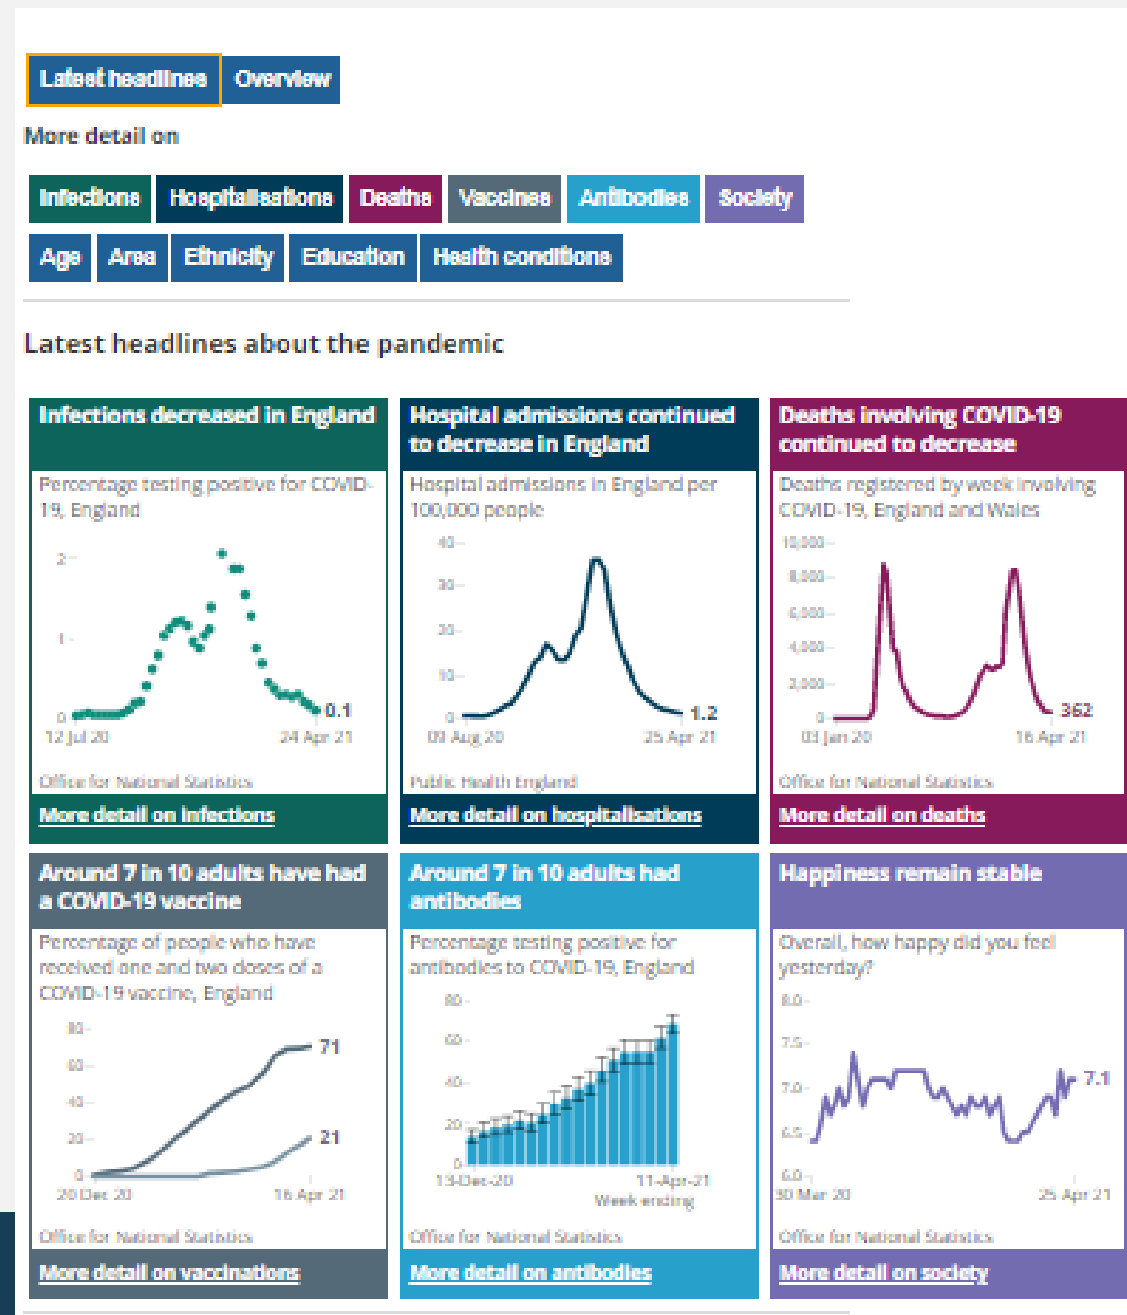 Latest headlines Overview
More detail on
Infections Hospitalisations Deaths Vaccines Antibodies Society
Age Area Ethnicity Education Health conditions
Latest headlines about the pandemic
Infections decreased in England
Percentage testing positive for COVID-
19, England
2
1
0
0.1
12 Jul 20 24 Apr 21
Office for National Statistics
More detail on infections
Hospital admissions continued
to decrease in England
Hospital admissions in England per
100,000 people
40
30
20
10
0
1.2
09 Aug 20 25 Apr 21
Public Health England
More detail on hospitalisations
Deaths involving COVID-19
continued to decrease
Deaths registered by week involving
COVID-19, England and Wales
10,000
8,000
6,000
4,000
2,000
0
362
03 Jan 20 16 Apr 21
Office for National Statistics
More detail on deaths
Around 7 in 10 adults have had
a COVID-19 vaccine
Percentage of people who have
received one and two doses of a
COVID-19 vaccine, England
80
60
40
20
0
71
21
20 Dec 20 16 Apr 21
Office for National Statistics
More detail on vaccinations
Around 7 in 10 adults had
antibodies
Percentage testing positive for
antibodies to COVID-19, England
80
60
40
20
0
13-Dec-20 11-Apr-21
Week ending
Office for National Statistics
More detail on antibodies
Happiness remain stable
Overall, how happy did you feel
yesterday?
8.0
7.5
7.0
6.5
6.0
7.1
30 Mar 20 25 Apr 21
Office for National Statistics
More detail on society